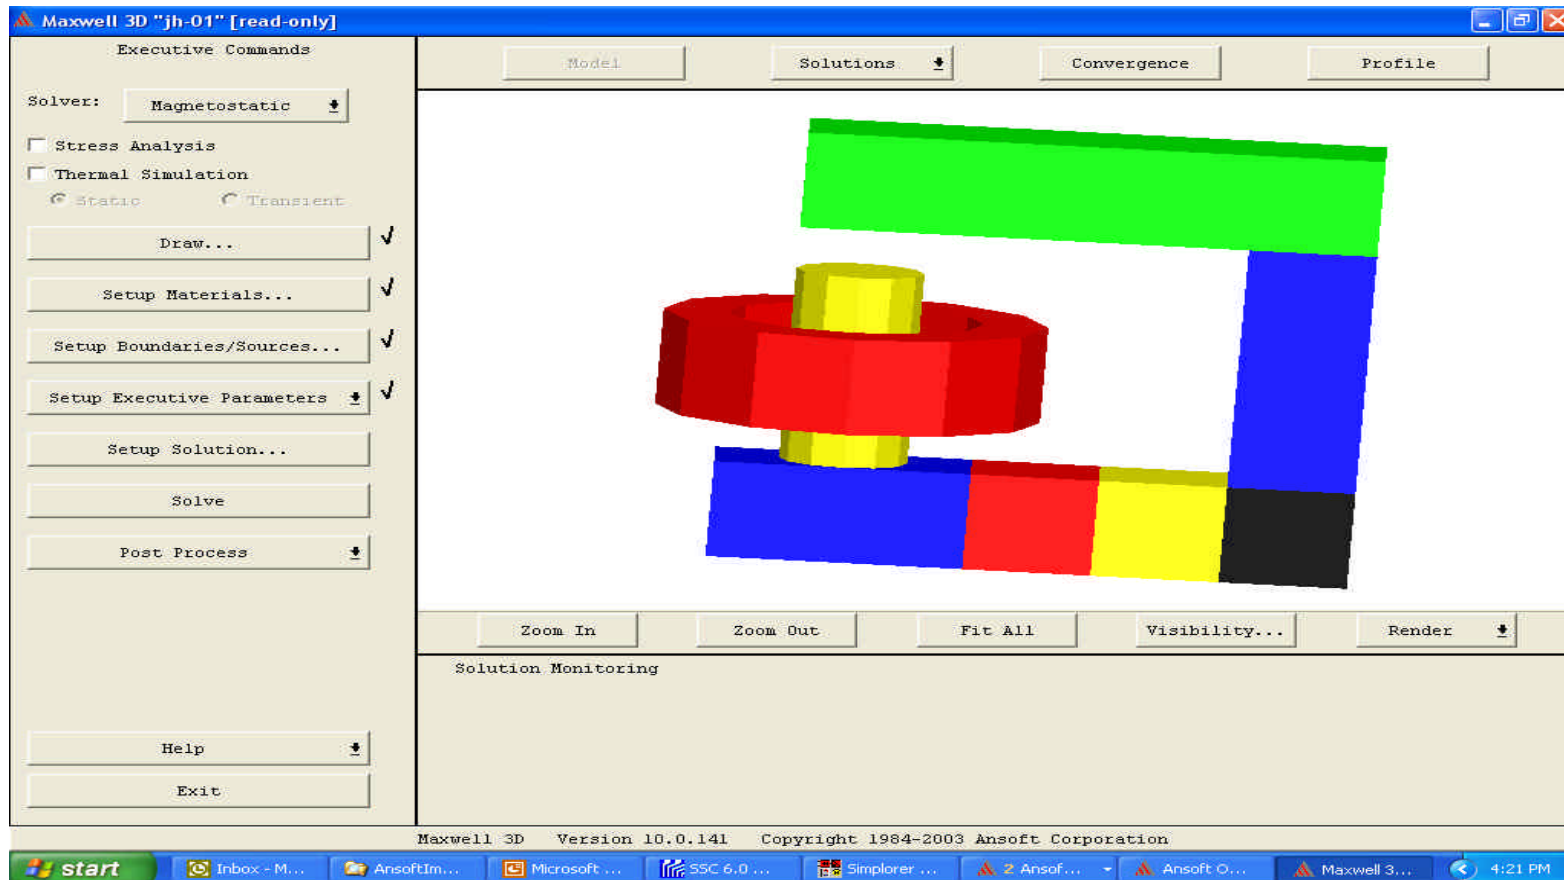 Maxwell 3D "jh-01" [read-only]
Executive Commands
Solver: Magnetostatic
Stress Analysis
Thermal Simulation
Static Transient
Draw...
Setup Materials...
Setup Boundaries/Sources...
Setup Executive Parameters
Setup Solution...
Solve
Post Process
Help
Exit
Model Solutions Convergence Profile
Zoom In Zoom Out Fit All Visibility... Render
Solution Monitoring
Maxwell 3D Version 10.0.141 Copyright 1984-2003 Ansoft Corporation
start Inbox - M... AnsoftIm... Microsoft ... SSC 6.0 ... Simplorer ... 2 Ansof... Ansoft O... Maxwell 3... 4:21 PM